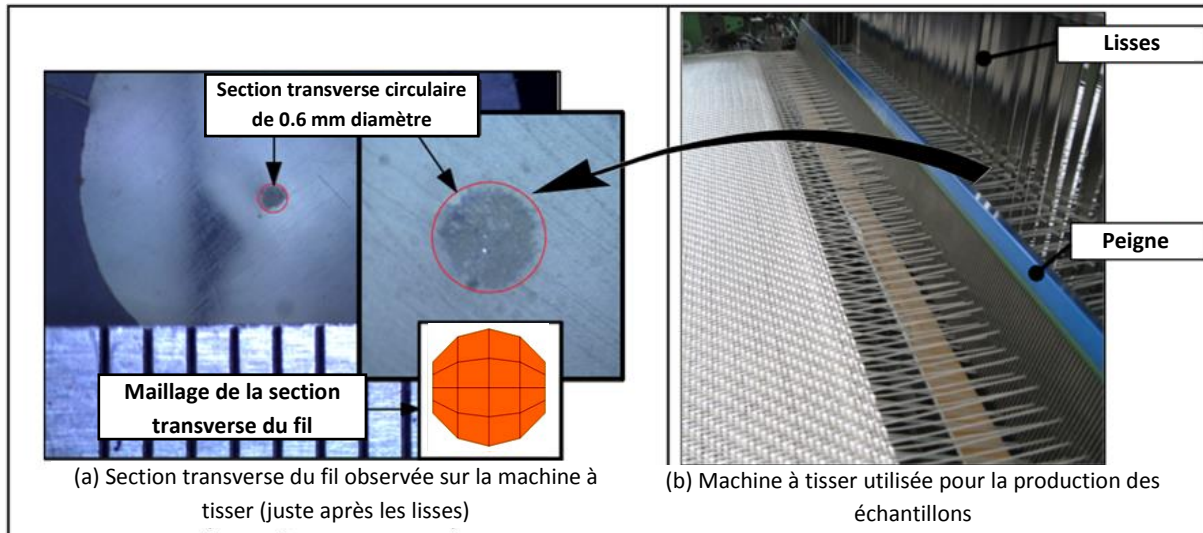 Section transverse circulaire
de 0.6 mm diamètre
Maillage de la section
transverse du fil
(a) Section transverse du fil observée sur la machine à
tisser (juste après les lisses)
Lisses
Peigne
(b) Machine à tisser utilisée pour la production des
échantillons